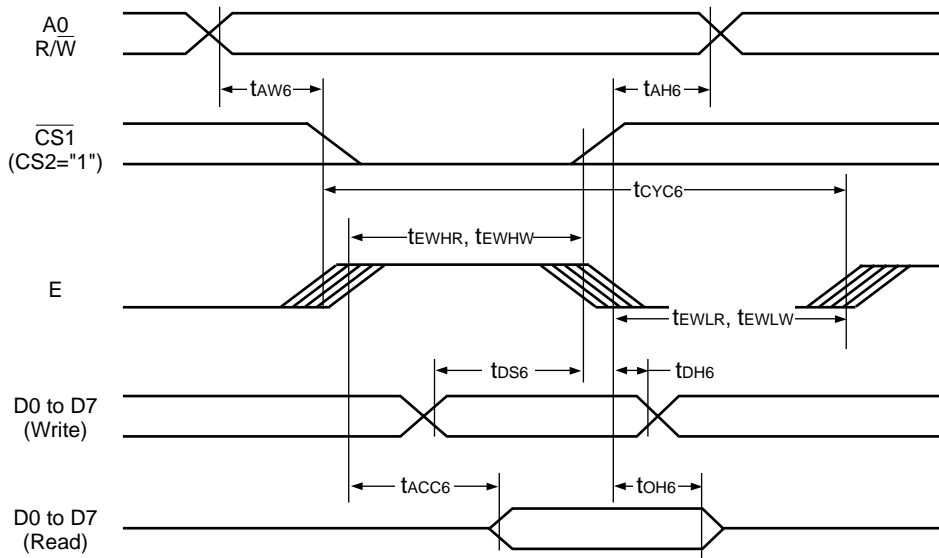 A0
R/W̅
tAW6
tAH6
C̅S̅1̅
(CS2="1")
tCYC6
tEWHR, tEWHW
E
tEWLR, tEWLW
tDS6
tDH6
D0 to D7
(Write)
tACC6
tOH6
D0 to D7
(Read)